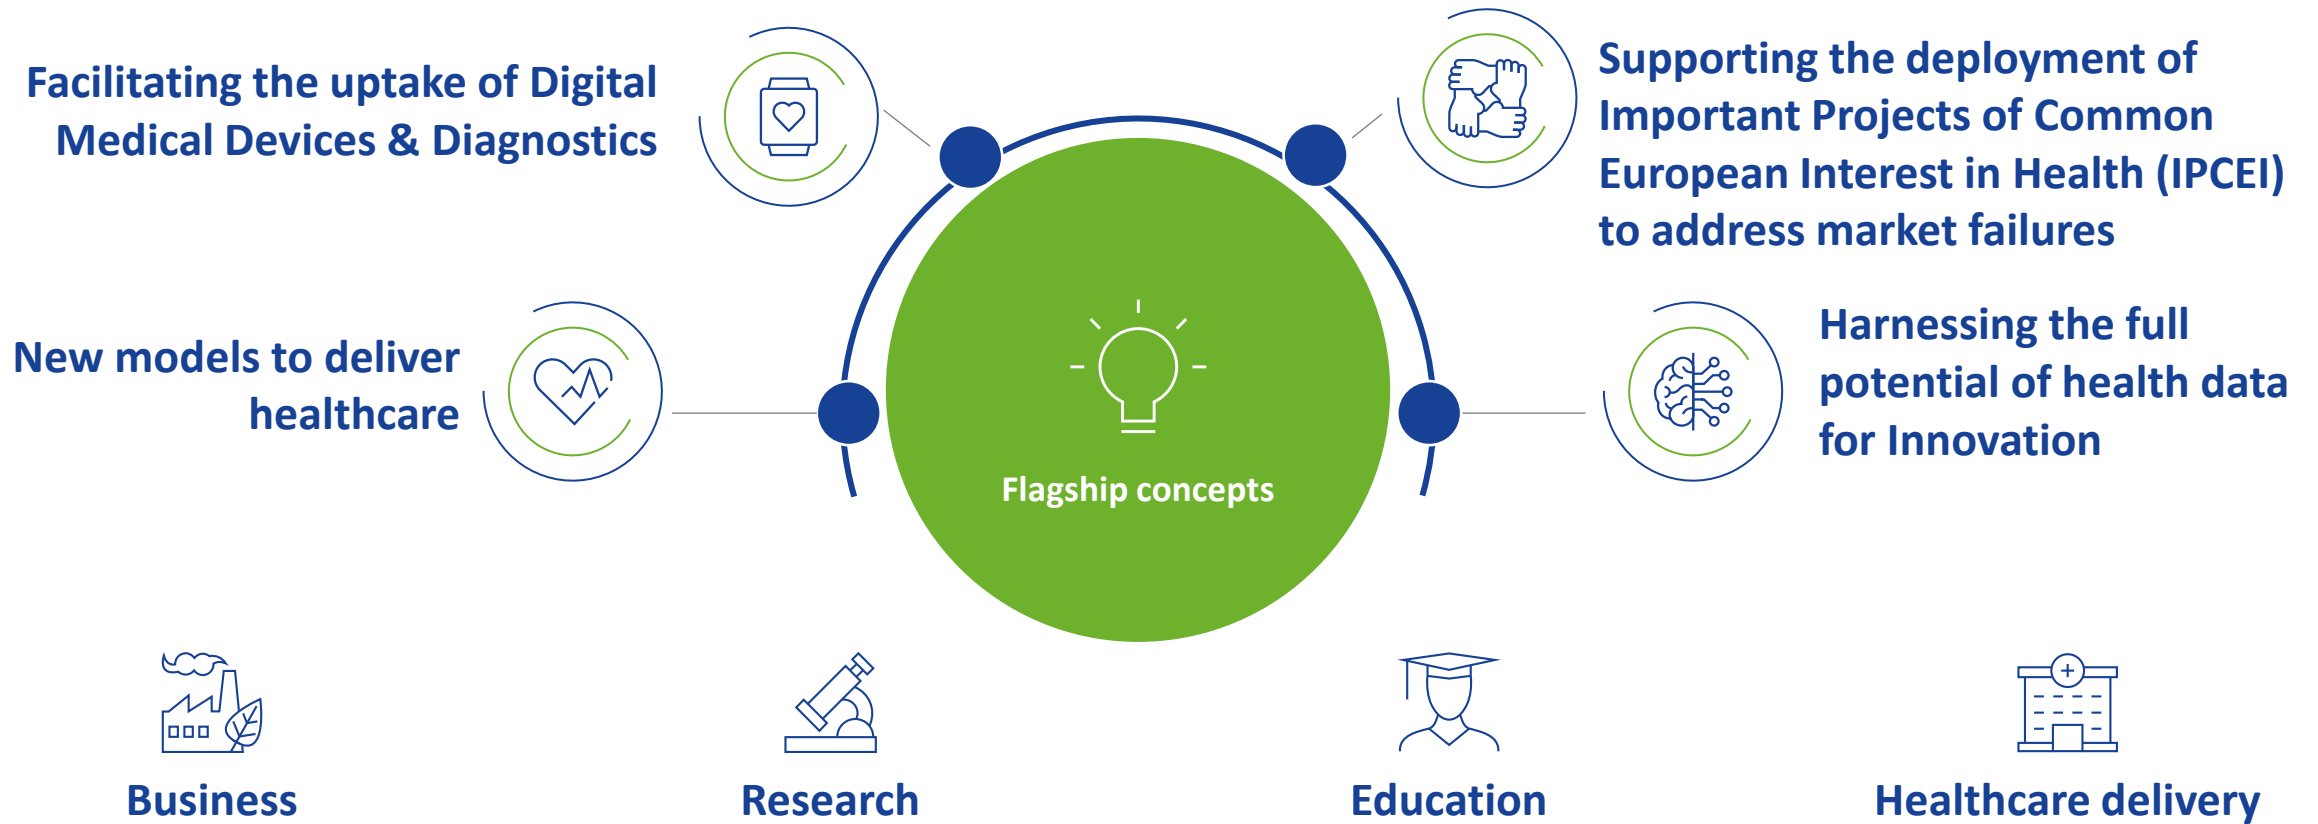 Facilitating the uptake of Digital
Medical Devices & Diagnostics
Supporting the deployment of
Important Projects of Common
European Interest in Health (IPCEI)
to address market failures
New models to deliver
healthcare
Harnessing the full
potential of health data
for Innovation
Flagship concepts
Business
Research
Education
Healthcare delivery